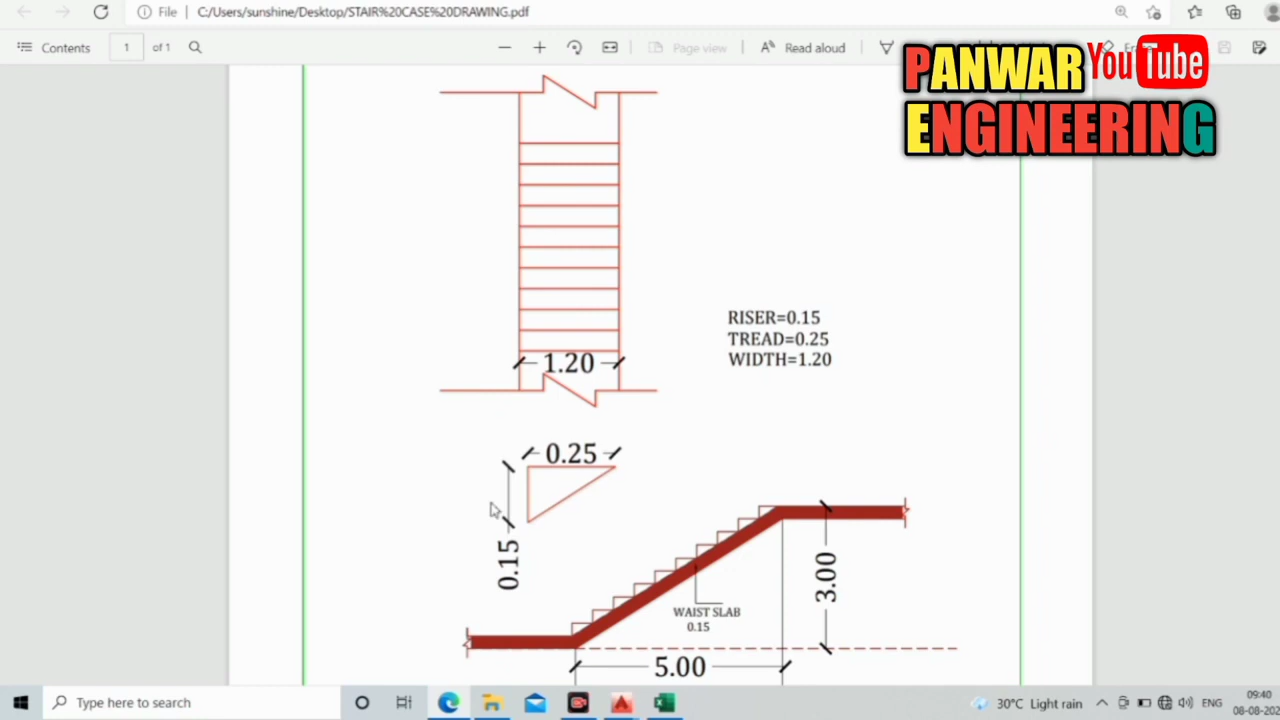 File C:/Users/sunshine/Desktop/STAIR%20CASE%20DRAWING.pdf
Contents 1 of 1 Page view Read aloud
PANWAR YouTube
ENGINEERING
RISER=0.15
TREAD=0.25
WIDTH=1.20
1.20
0.25
0.15
3.00
WAIST SLAB
0.15
5.00
Type here to search
30°C Light rain
ENG
09:40